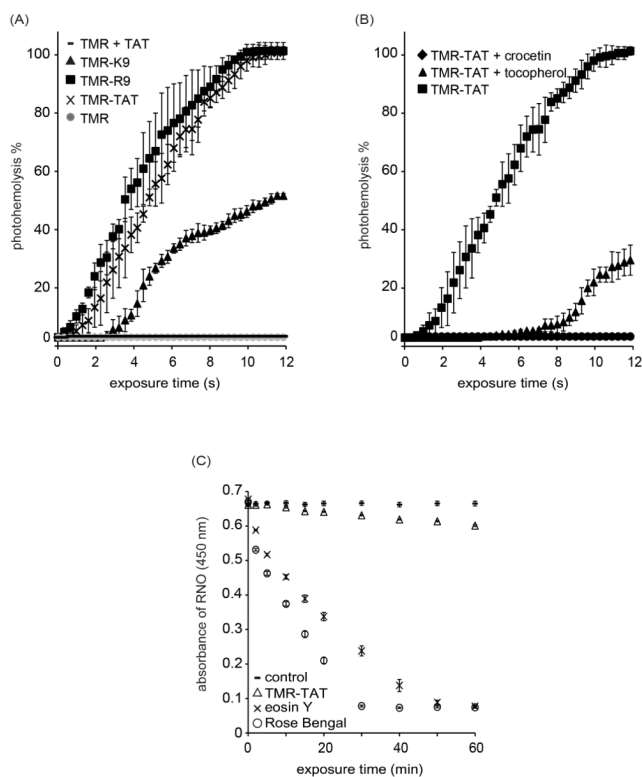 (A)
TMR + TAT
TMR-K9
TMR-R9
TMR-TAT
TMR
photohemolysis %
100
80
60
40
20
0
0 2 4 6 8 10 12
exposure time (s)
(B)
TMR-TAT + crocetin
TMR-TAT + tocopherol
TMR-TAT
photohemolysis %
100
80
60
40
20
0
0 2 4 6 8 10 12
exposure time (s)
(C)
absorbance of RNO (450 nm)
0.7
0.6
0.5
0.4
0.3
0.2
0.1
0
control
TMR-TAT
eosin Y
Rose Bengal
0 20 40 60
exposure time (min)